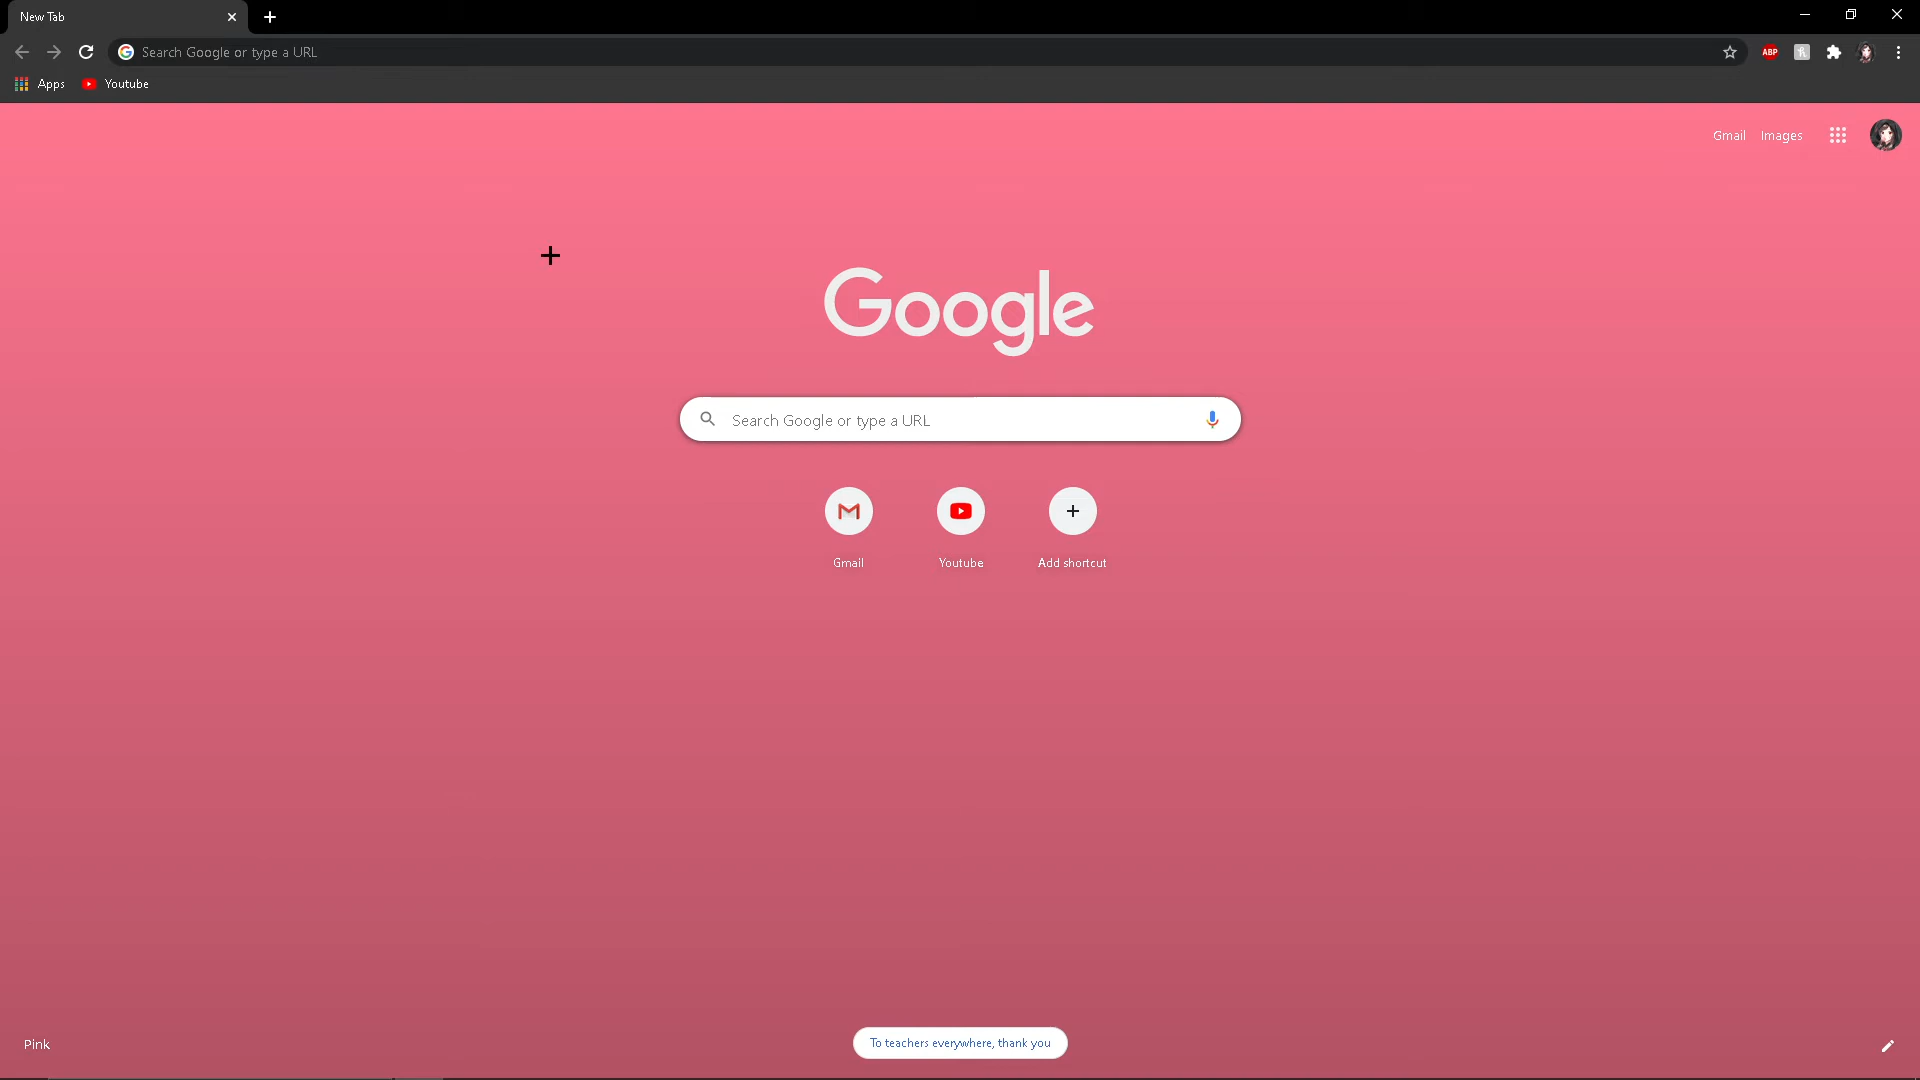 New Tab
Search Google or type a URL
ABP
Apps
Youtube
Gmail
Images
Google
Search Google or type a URL
Gmail
Youtube
Add shortcut
Pink
To teachers everywhere, thank you